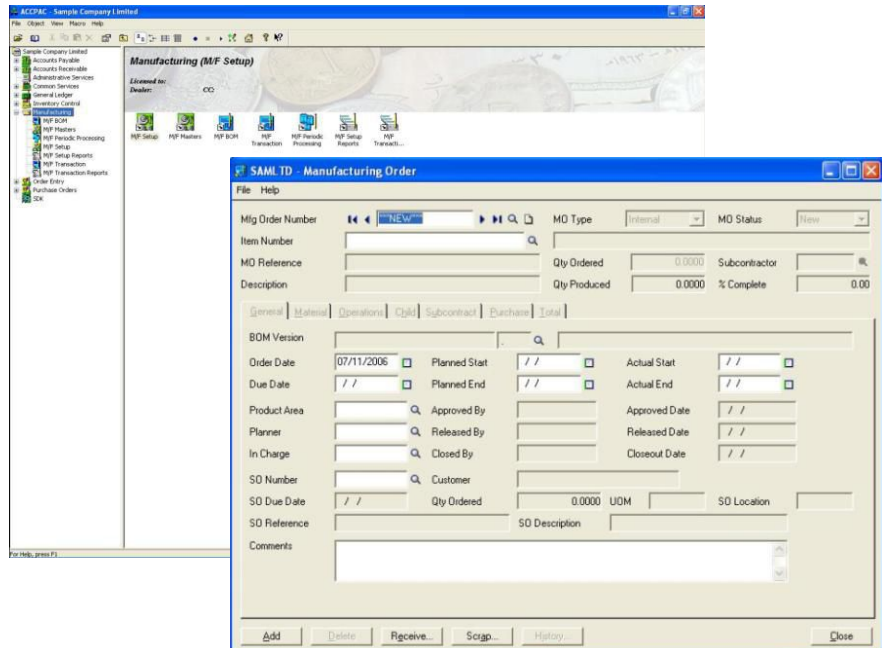 ACCPAC - Sample Company Limited
File Object View Macro Help
Sample Company Limited
Accounts Payable
Accounts Receivable
Administrative Services
Common Services
General Ledger
Inventory Control
Manufacturing
M/F BOM
M/F Masters
M/F Periodic Processing
M/F Setup
M/F Setup Reports
M/F Transaction
M/F Transaction Reports
Order Entry
Purchase Orders
SDK
Manufacturing (M/F Setup)
Licensed to:
Dealer: CC
M/F Setup M/F Masters M/F BOM M/F Transaction M/F Periodic Processing M/F Setup Reports M/F Transacti...
For Help, press F1
SAMLTD - Manufacturing Order
File Help
Mfg Order Number ***NEW*** MO Type Internal MO Status New
Item Number
MO Reference Qty Ordered 0.0000 Subcontractor
Description Qty Produced 0.0000 % Complete 0.00
General Material Operations Child Subcontract Purchase Total
BOM Version .
Order Date 07/11/2006 Planned Start / / Actual Start / /
Due Date / / Planned End / / Actual End / /
Product Area Approved By Approved Date / /
Planner Released By Released Date / /
In Charge Closed By Closeout Date / /
SO Number Customer
SO Due Date / / Qty Ordered 0.0000 UOM SO Location
SO Reference SO Description
Comments
Add Delete Receive... Scrap... History... Close